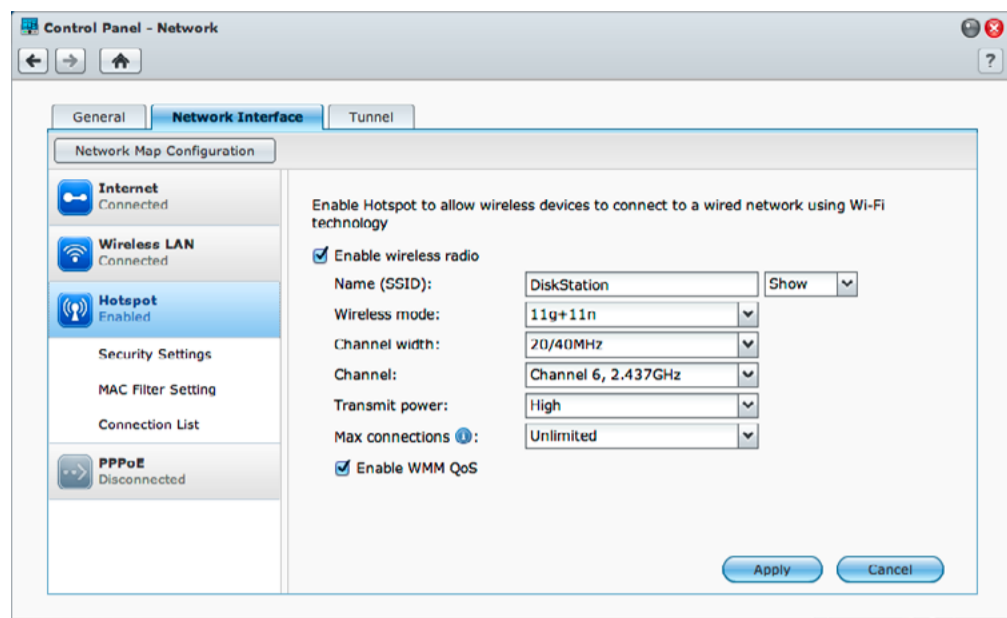 Control Panel - Network
?
General Network Interface Tunnel
Network Map Configuration
Internet
Connected
Wireless LAN
Connected
Hotspot
Enabled
Security Settings
MAC Filter Setting
Connection List
PPPoE
Disconnected
Enable Hotspot to allow wireless devices to connect to a wired network using Wi-Fi
technology
Enable wireless radio
Name (SSID): DiskStation Show
Wireless mode: 11g+11n
Channel width: 20/40MHz
Channel: Channel 6, 2.437GHz
Transmit power: High
Max connections i: Unlimited
Enable WMM QoS
Apply Cancel